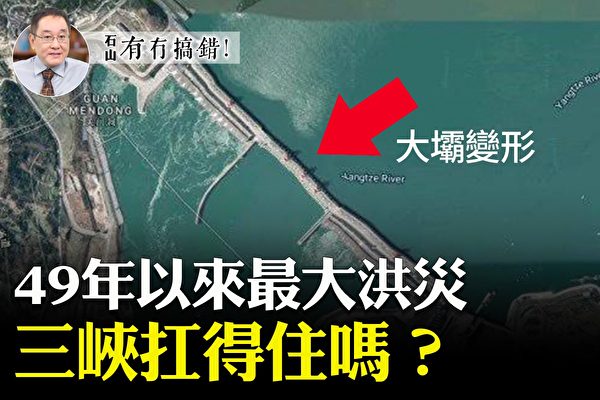 石山 有冇搞錯!
GUAN
MENDONG
大壩變形
Yangtze River
Yangtze River
49年以來最大洪災
三峽扛得住嗎？